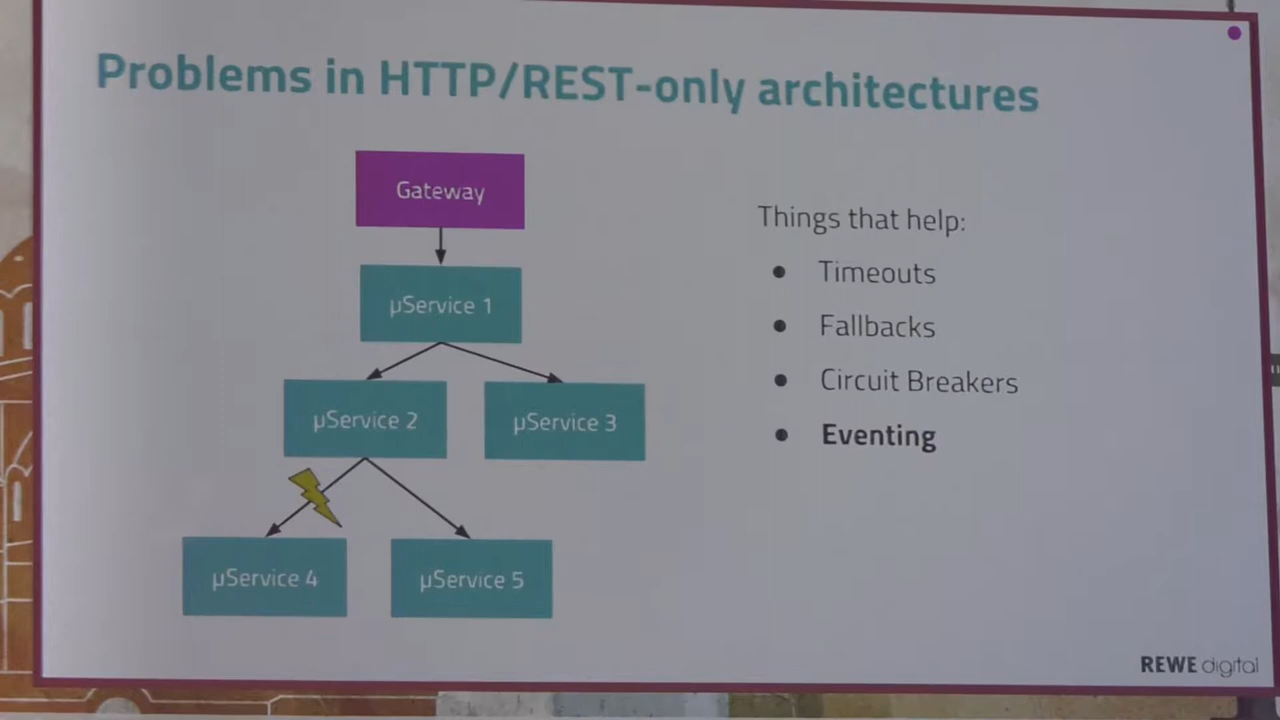 Problems in HTTP/REST-only architectures
Gateway
µService 1
µService 2
µService 3
µService 4
µService 5
Things that help:
● Timeouts
● Fallbacks
● Circuit Breakers
● Eventing
REWE digital